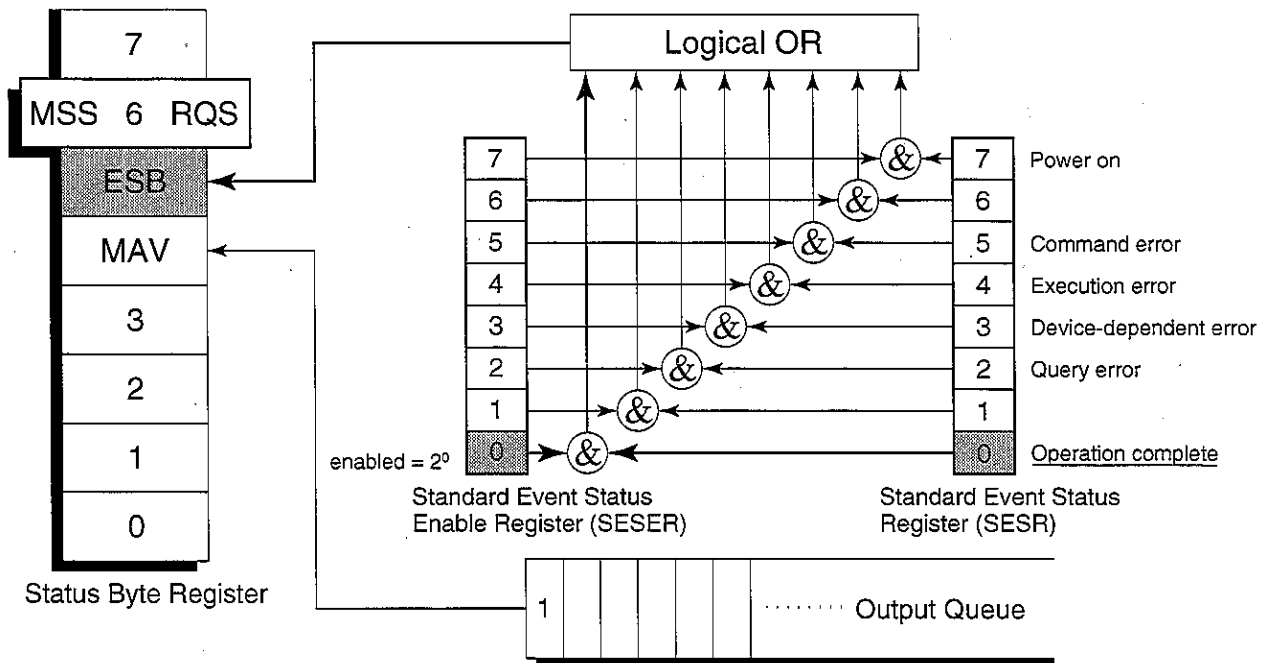 Logical OR
7
MSS 6 RQS
ESB
MAV
3
2
1
0
Status Byte Register
7
6
5
4
3
2
1
0
enabled = 2⁰
Standard Event Status
Enable Register (SESER)
&
&
&
&
&
&
&
&
7 Power on
6
5 Command error
4 Execution error
3 Device-dependent error
2 Query error
1
0 Operation complete
Standard Event Status
Register (SESR)
1 ........ Output Queue